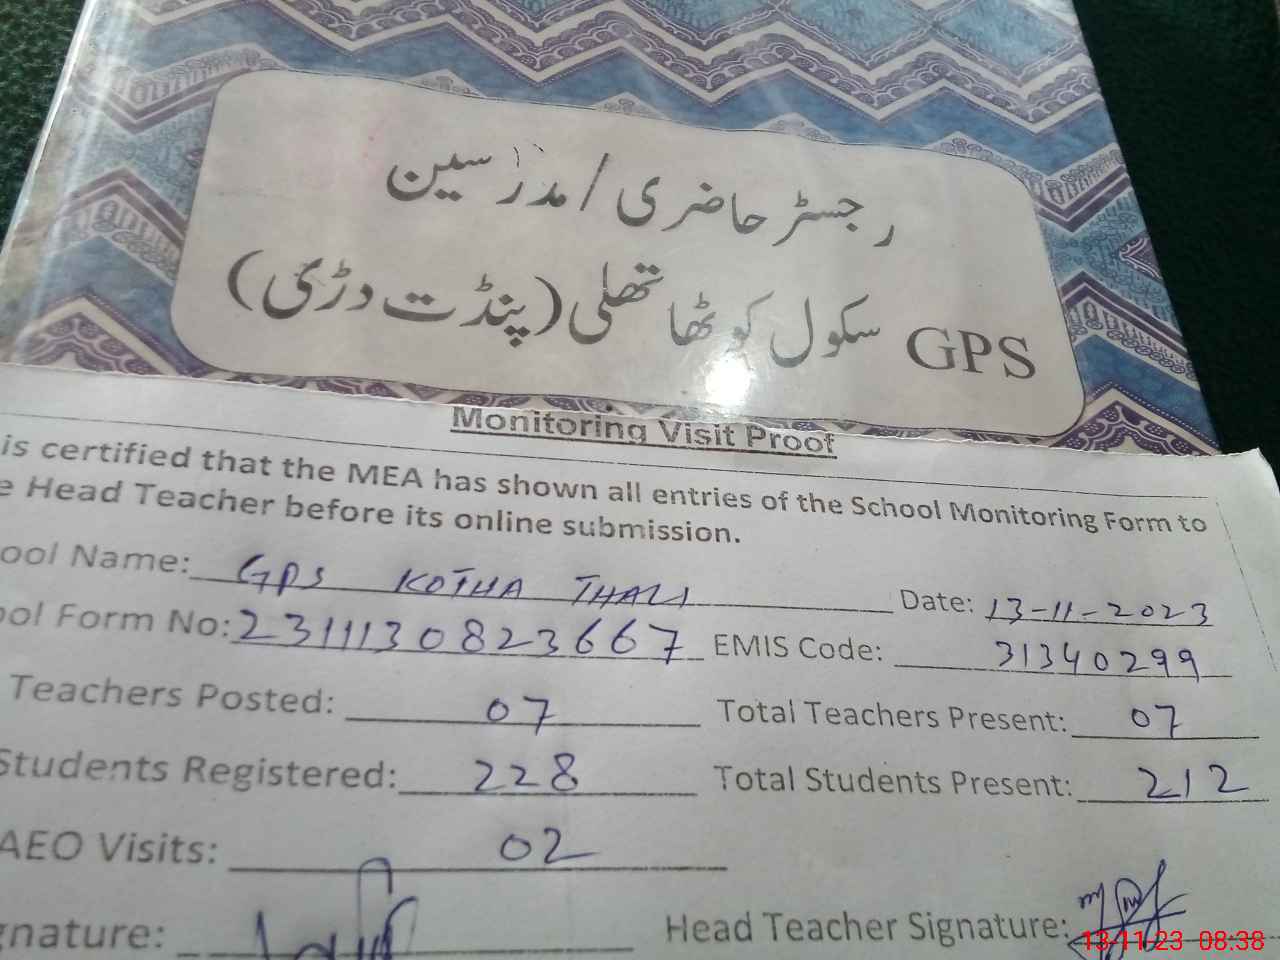 رجسٹر حاضری / مدرسین
GPS سکول کوٹھا تھلی (پنڈت دڑی)
Monitoring Visit Proof
is certified that the MEA has shown all entries of the School Monitoring Form to
e Head Teacher before its online submission.
ool Name: GPS KOTHA THALI Date: 13-11-2023
ool Form No: 2311130823667 EMIS Code: 31340299
Teachers Posted: 07 Total Teachers Present: 07
Students Registered: 228 Total Students Present: 212
AEO Visits: 02
gnature: Head Teacher Signature:
13-11-23 08:38